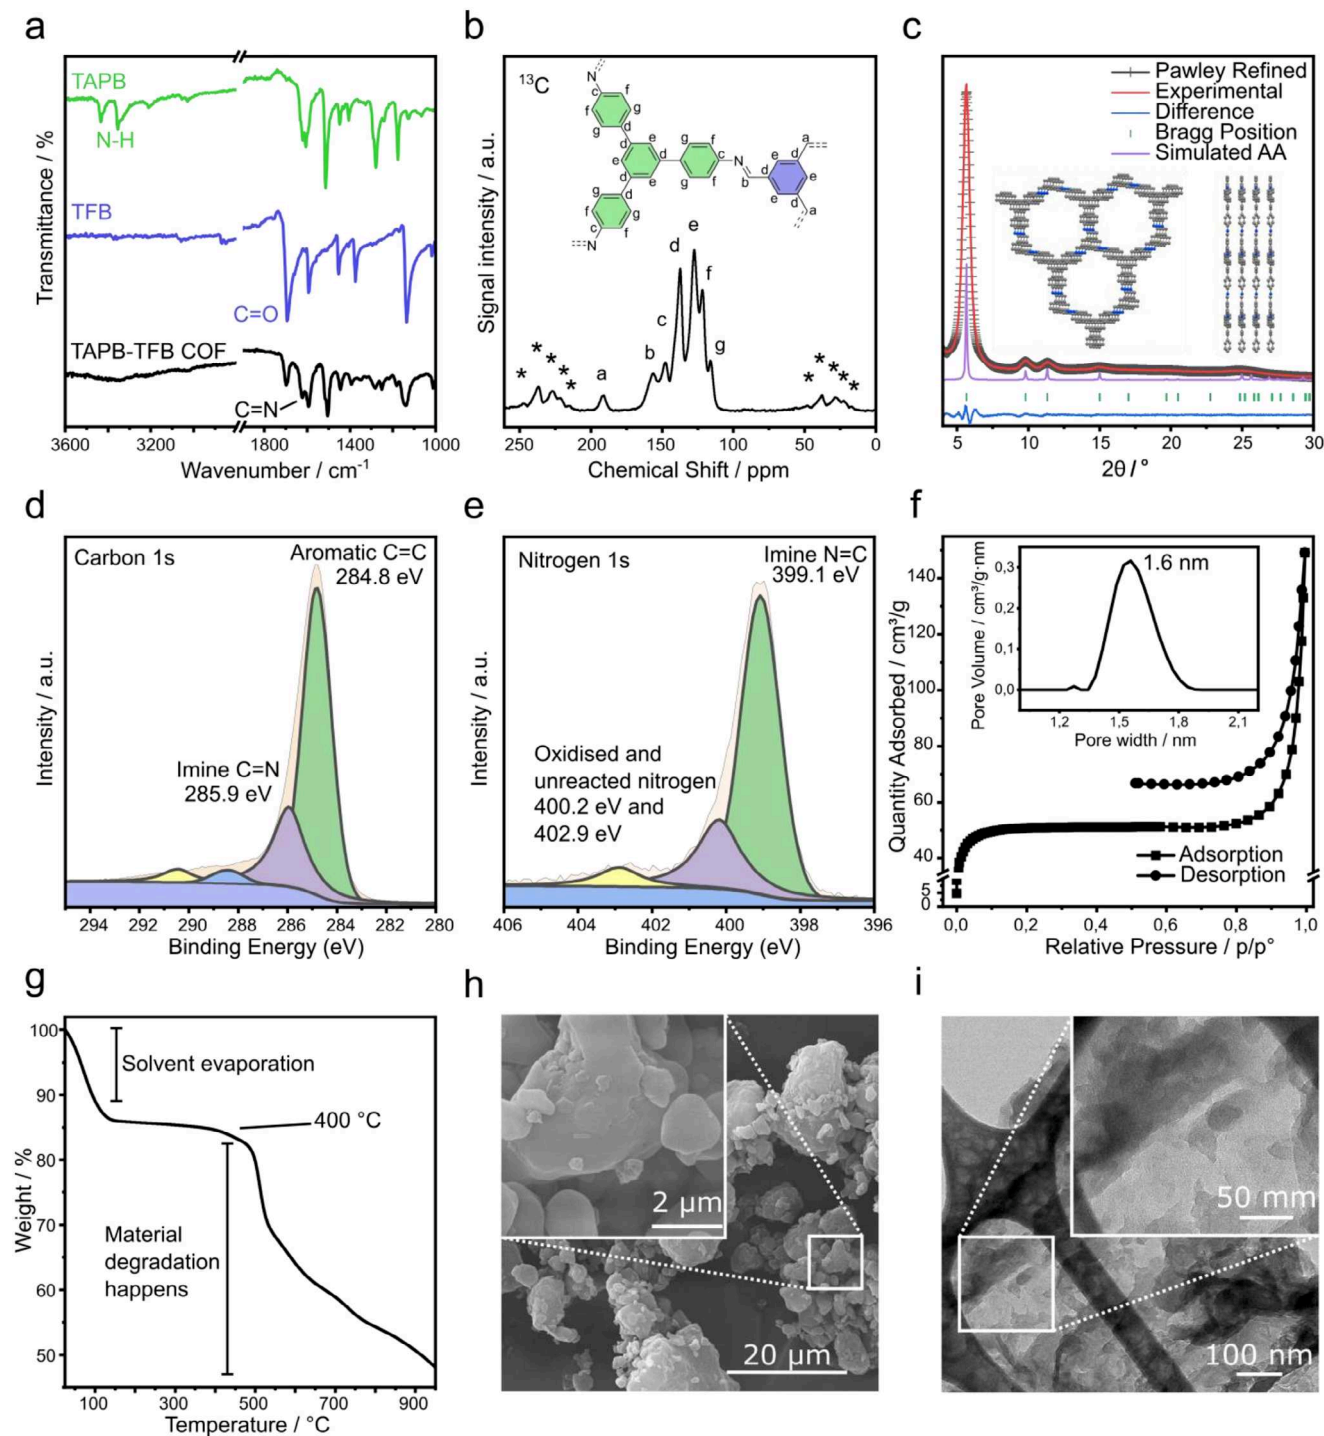 a
TAPB
N-H
TFB
C=O
TAPB-TFB COF
C=N
Transmittance / %
3600 3200 1800 1400 1000
Wavenumber / cm⁻¹
b
¹³C
N
c
f
f
g
g
d
d
e
e
d
d
e
d
g
g
f
f
c
N
b
d
e
e
d
a
e
d
a
g
d
g
f
f
c
N
g
d
g
f
f
c
N
Signal intensity / a.u.
* * * *
a
b
c
d
e
f
g
* * * * *
250 200 150 100 50 0
Chemical Shift / ppm
c
Pawley Refined
Experimental
Difference
Bragg Position
Simulated AA
5 10 15 20 25 30
2θ / °
d
Carbon 1s
Aromatic C=C
284.8 eV
Imine C=N
285.9 eV
Intensity / a.u.
294 292 290 288 286 284 282 280
Binding Energy (eV)
e
Nitrogen 1s
Imine N=C
399.1 eV
Oxidised and
unreacted nitrogen
400.2 eV and
402.9 eV
Intensity / a.u.
406 404 402 400 398 396
Binding Energy (eV)
f
Quantity Adsorbed / cm³/g
140
120
100
80
60
40
5
0
Pore Volume / cm³/g·nm
0,3
0,2
0,1
0,0
1.6 nm
1,2 1,5 1,8 2,1
Pore width / nm
Adsorption
Desorption
0,0 0,2 0,4 0,6 0,8 1,0
Relative Pressure / p/p°
g
Weight / %
100
90
80
70
60
50
Solvent evaporation
400 °C
Material
degradation
happens
100 300 500 700 900
Temperature / °C
h
2 µm
20 µm
i
50 mm
100 nm